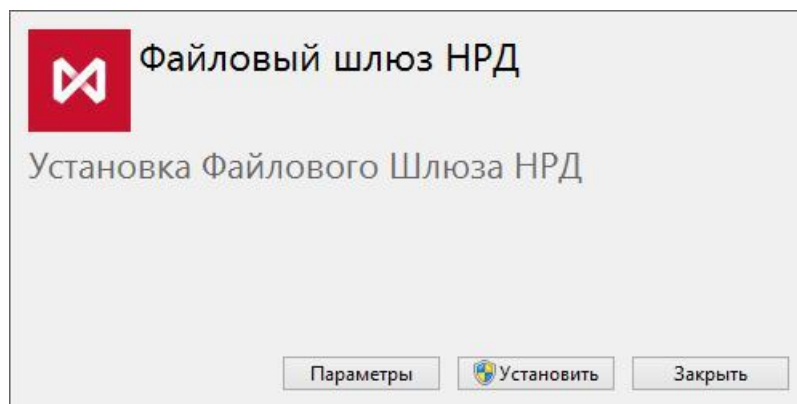 Файловый шлюз НРД
Установка Файлового Шлюза НРД
Параметры
Установить
Закрыть